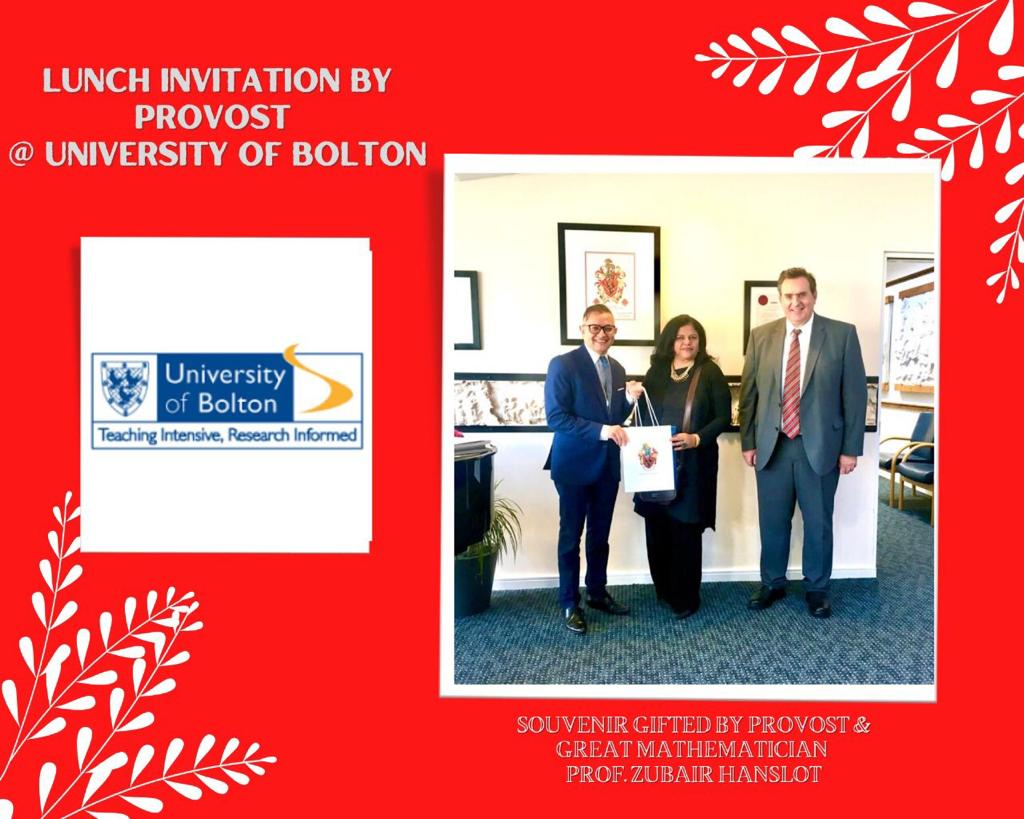 LUNCH INVITATION BY
PROVOST
@ UNIVERSITY OF BOLTON
University
of Bolton
Teaching Intensive, Research Informed
SOUVENIR GIFTED BY PROVOST &
GREAT MATHEMATICIAN
PROF. ZUBAIR HANSLOT